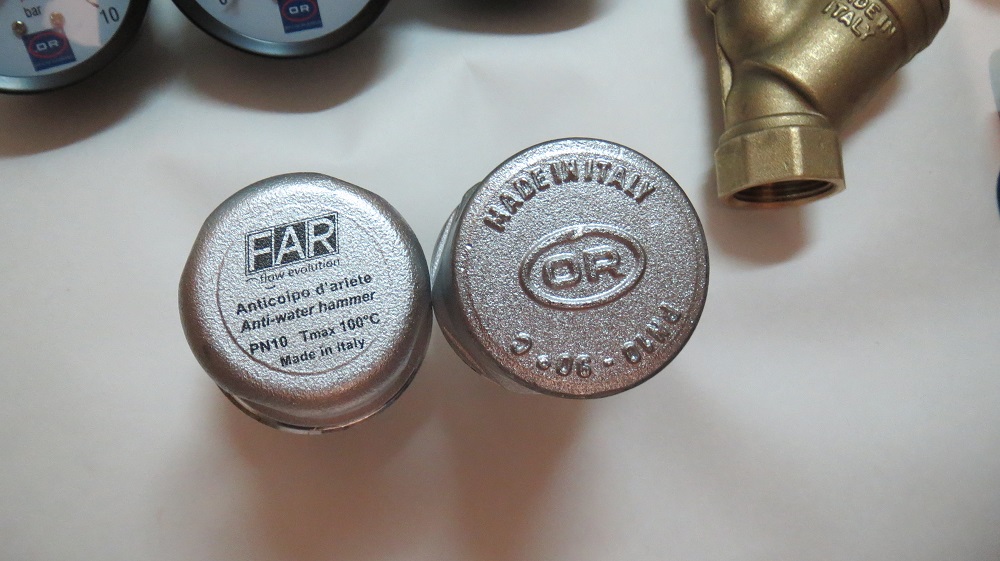 bar
10
OR
OR
MADE IN
ITALY
FAR
flow evolution
Anticolpo d'ariete
Anti-water hammer
PN10 Tmax 100°C
Made in Italy
MADE IN ITALY
OR
PN10 - 90°C